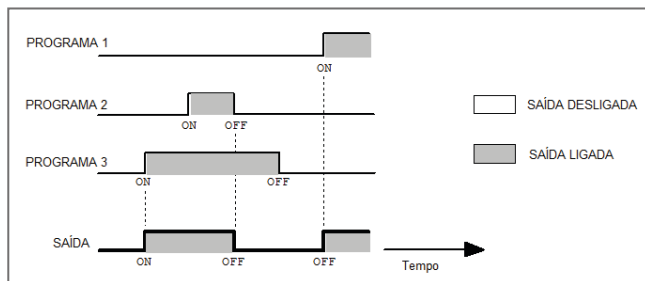 PROGRAMA 1
ON
PROGRAMA 2
ON OFF
SAÍDA DESLIGADA
PROGRAMA 3
ON OFF
SAÍDA LIGADA
SAÍDA
ON OFF OFF
Tempo